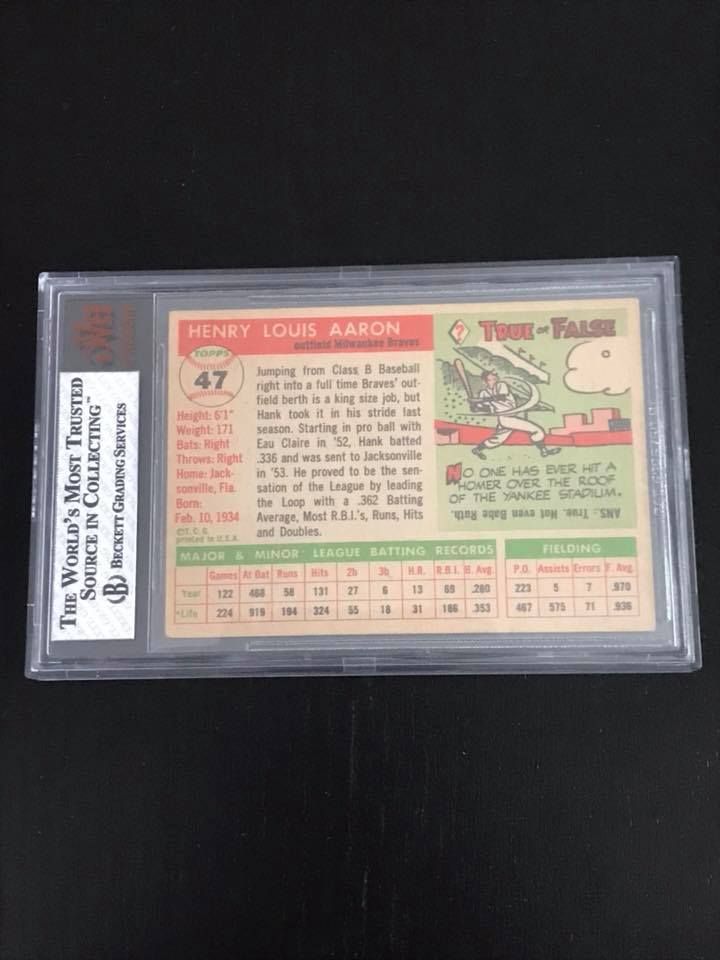 THE WORLD'S MOST TRUSTED
SOURCE IN COLLECTING™
BECKETT GRADING SERVICES
HENRY LOUIS AARON
outfield Milwaukee Braves
TOPPS
47
Height: 6'1"
Weight: 171
Bats: Right
Throws: Right
Home: Jack-
sonville, Fla.
Born:
Feb. 10, 1934
©T. C. G.
printed in U.S.A.
Jumping from Class B Baseball
right into a full time Braves' out-
field berth is a king size job, but
Hank took it in his stride last
season. Starting in pro ball with
Eau Claire in '52, Hank batted
.336 and was sent to Jacksonville
in '53. He proved to be the sen-
sation of the League by leading
the Loop with a .362 Batting
Average, Most R.B.I.'s, Runs, Hits
and Doubles.
? TRUE OR FALSE
NO ONE HAS EVER HIT A
HOMER OVER THE ROOF
OF THE YANKEE STADIUM.
ANS.: True. Not even Babe Ruth.
MAJOR & MINOR LEAGUE BATTING RECORDS FIELDING
Games At Bat Runs Hits 2b 3b H.R. R.B.I. B. Avg. P.O. Assists Errors F. Avg.
Year 122 468 58 131 27 6 13 69 .280 223 5 7 .970
*Life 224 919 194 324 55 18 31 186 .353 467 575 71 .936